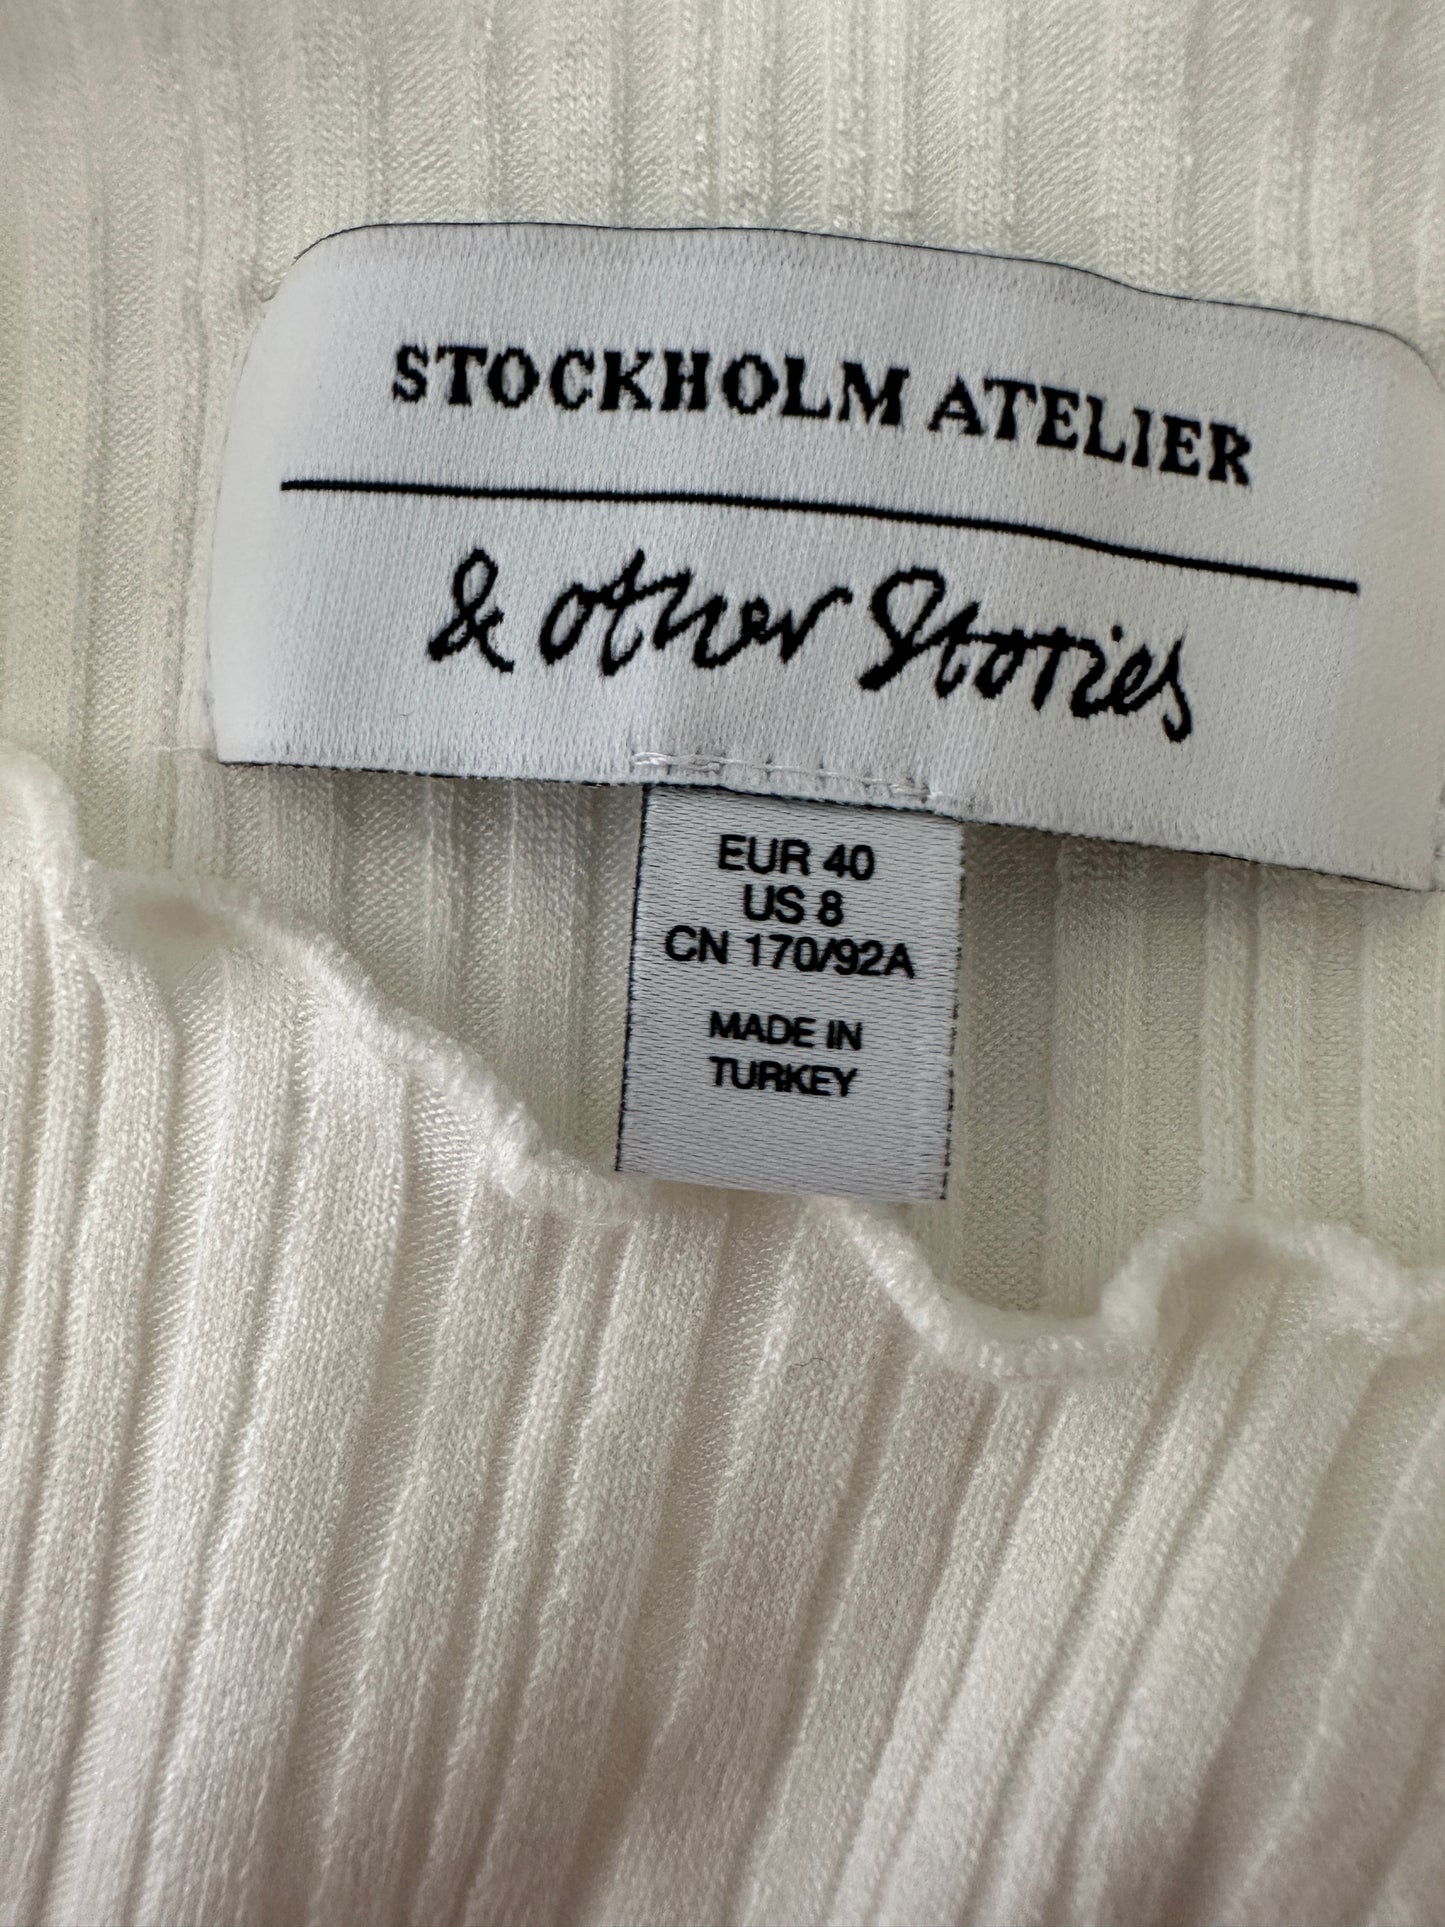 STOCKHOLM ATELIER
& other Stories
EUR 40
US 8
CN 170/92A
MADE IN
TURKEY